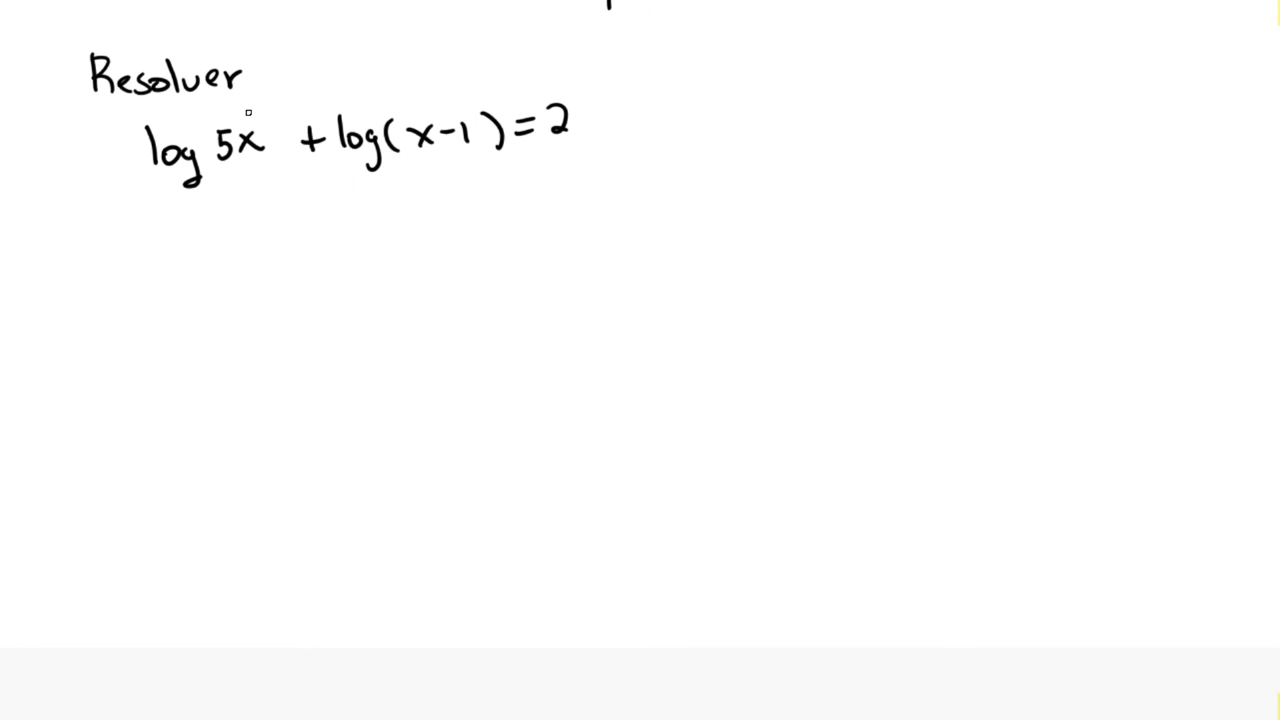 Resolver
log 5x + log(x-1) = 2